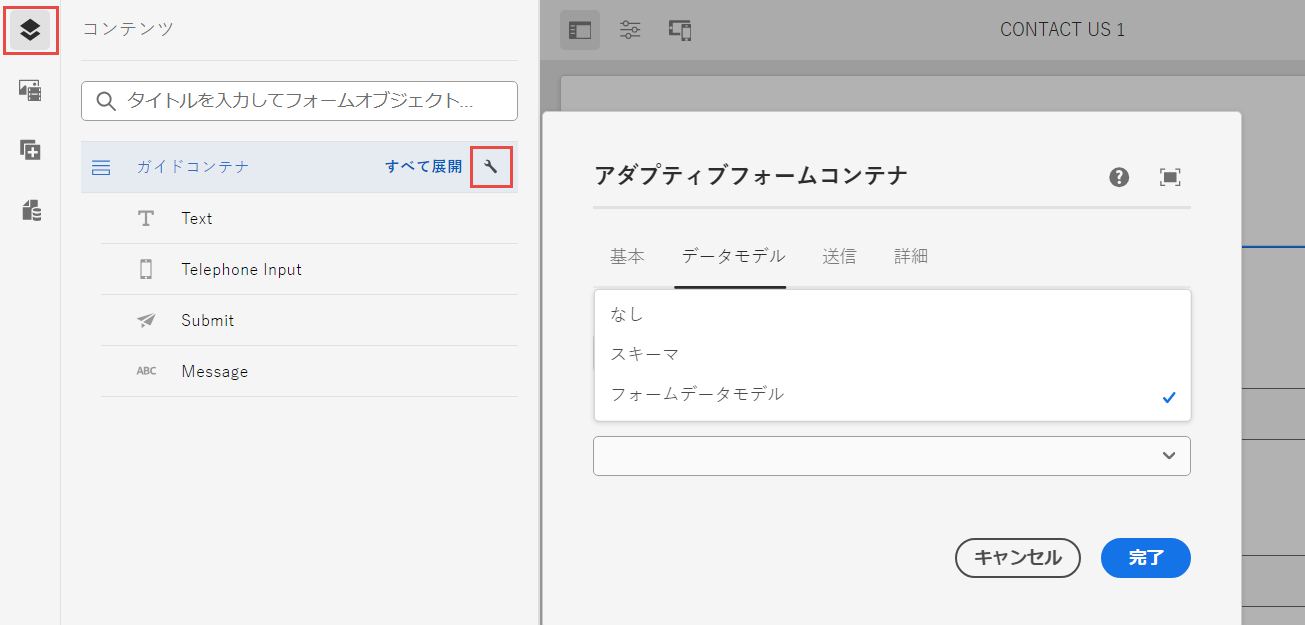 コンテンツ
タイトルを入力してフォームオブジェクト...
ガイドコンテナ すべて展開
Text
Telephone Input
Submit
ABC Message
CONTACT US 1
アダプティブフォームコンテナ
基本 データモデル 送信 詳細
なし
スキーマ
フォームデータモデル
キャンセル 完了